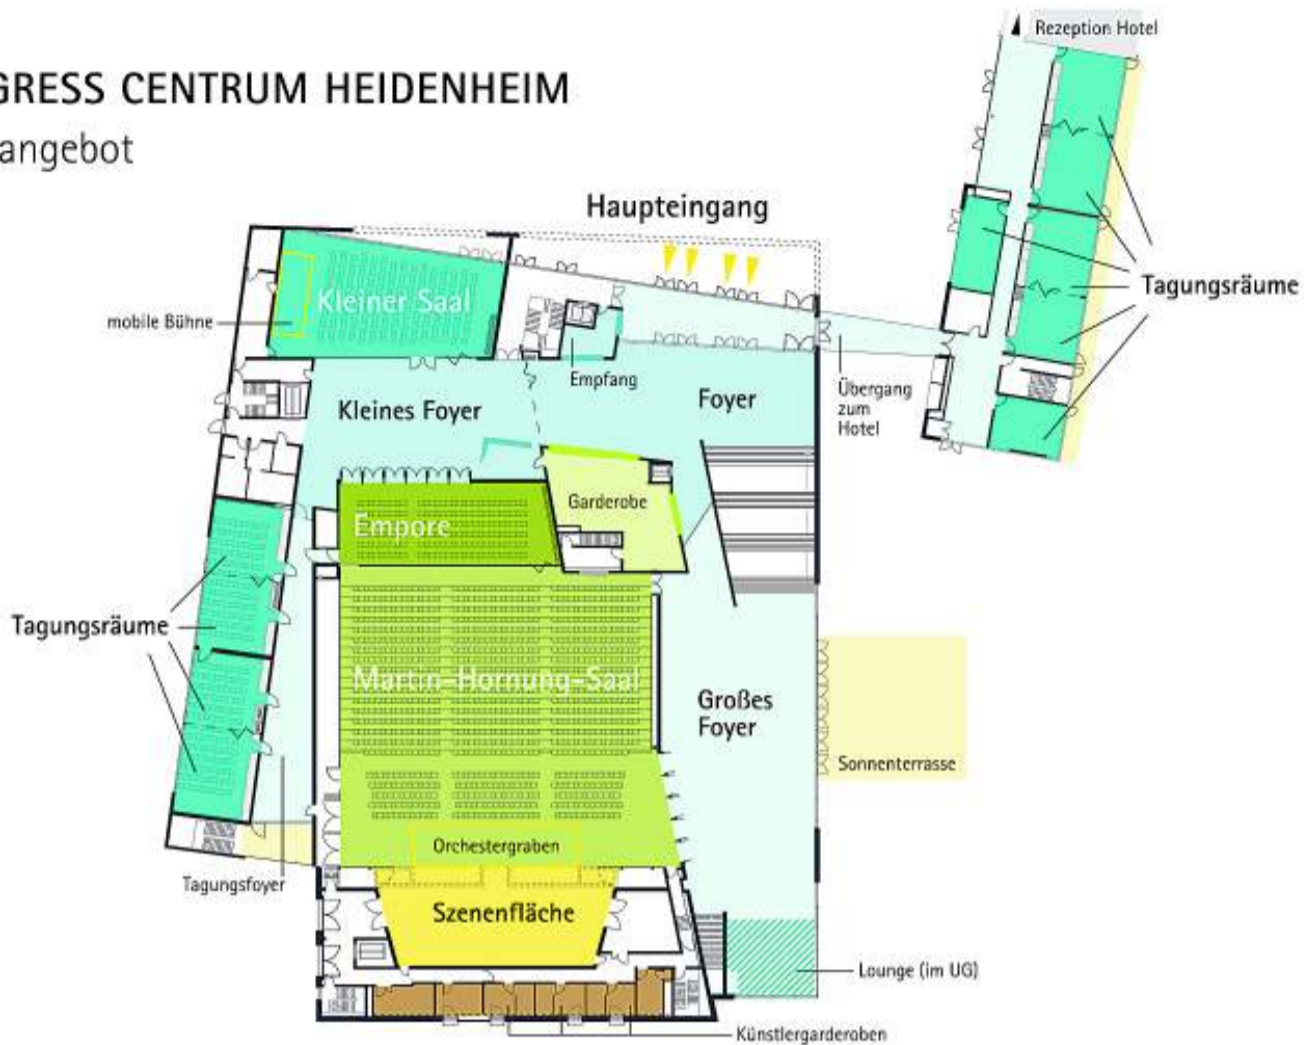 GRESS CENTRUM HEIDENHEIM
angebot
Rezeption Hotel
Haupteingang
Tagungsräume
Kleiner Saal
mobile Bühne
Empfang
Kleines Foyer
Foyer
Übergang
zum
Hotel
Garderobe
Empore
Tagungsräume
Martin-Hornung-Saal
Großes
Foyer
Sonnenterrasse
Orchestergraben
Tagungsfoyer
Szenenfläche
Lounge (im UG)
Künstlergarderoben